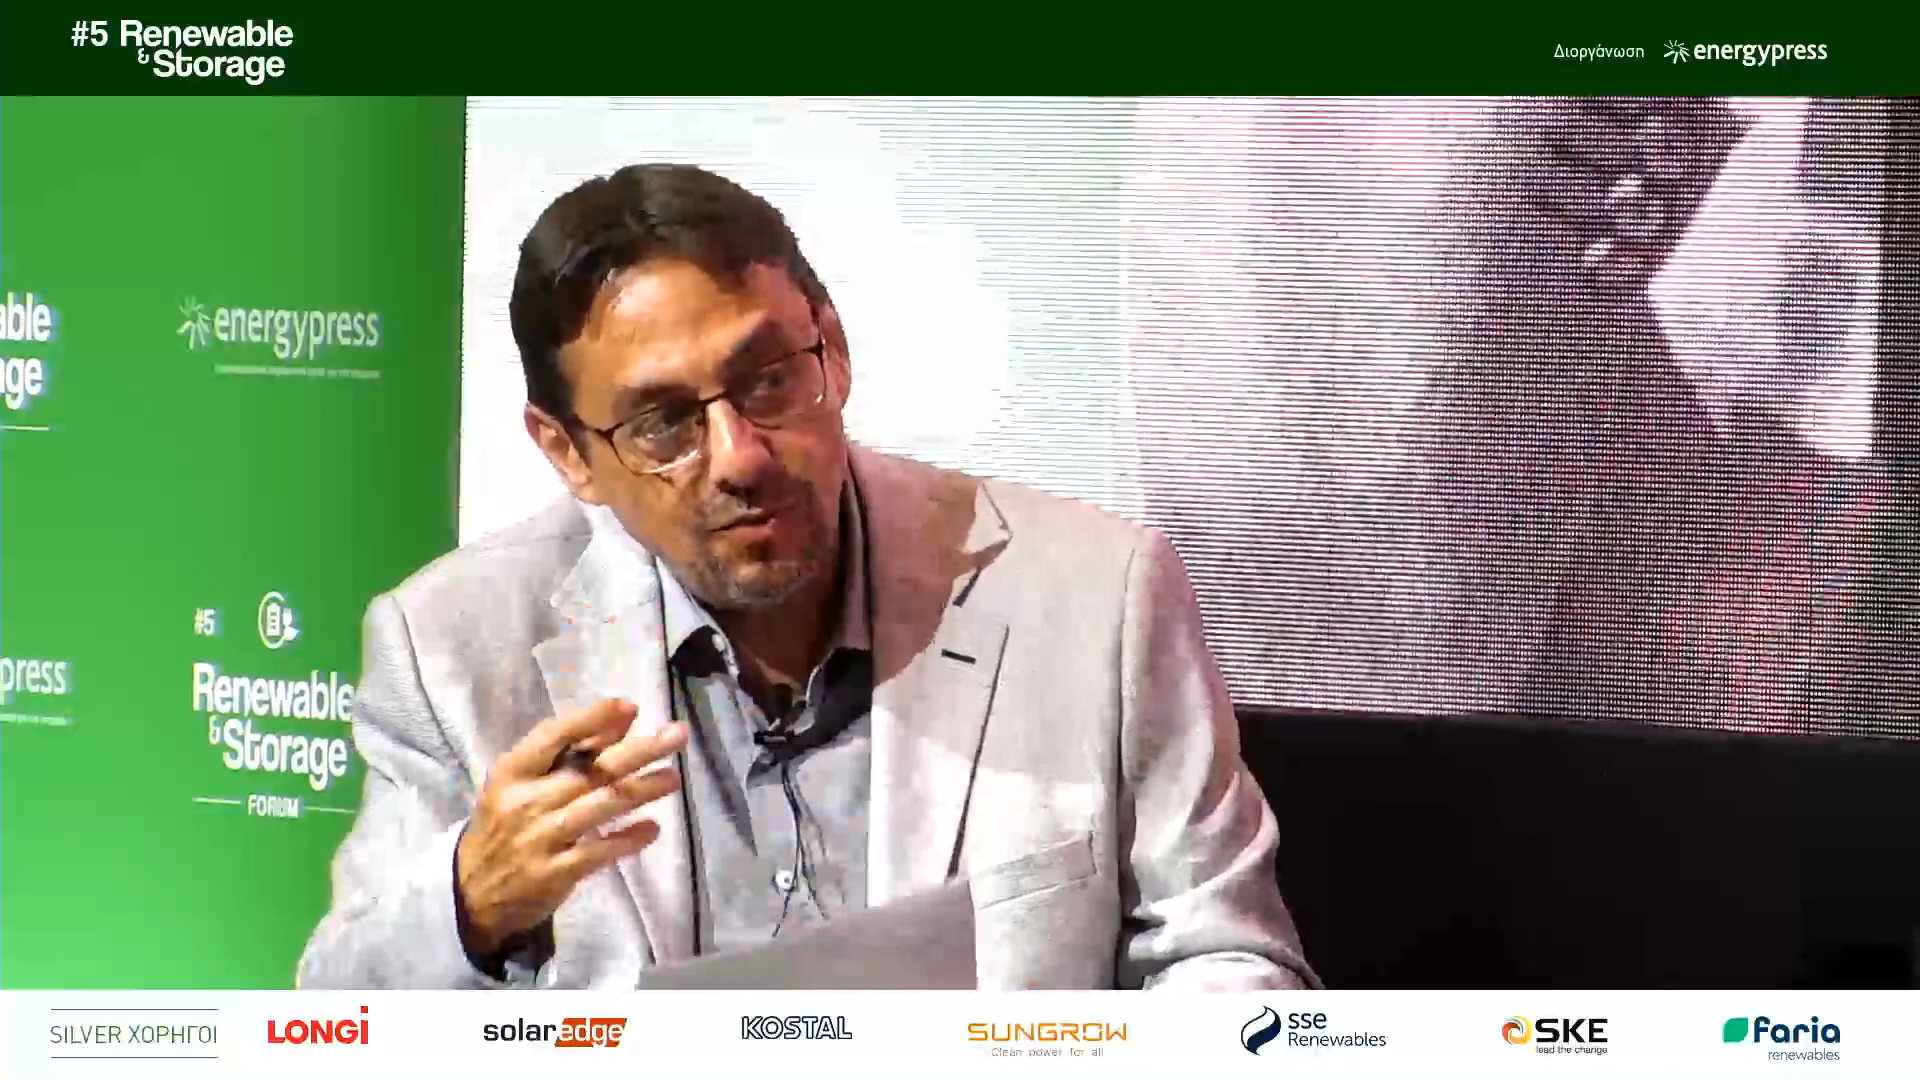 #5 Renewable
& Storage
Διοργάνωση energypress
able
age
energypress
press
#5
Renewable
& Storage
FORUM
SILVER ΧΟΡΗΓΟΙ
LONGi
solaredge
KOSTAL
SUNGROW
Clean power for all
sse
Renewables
SKE
lead the change
faria
renewables